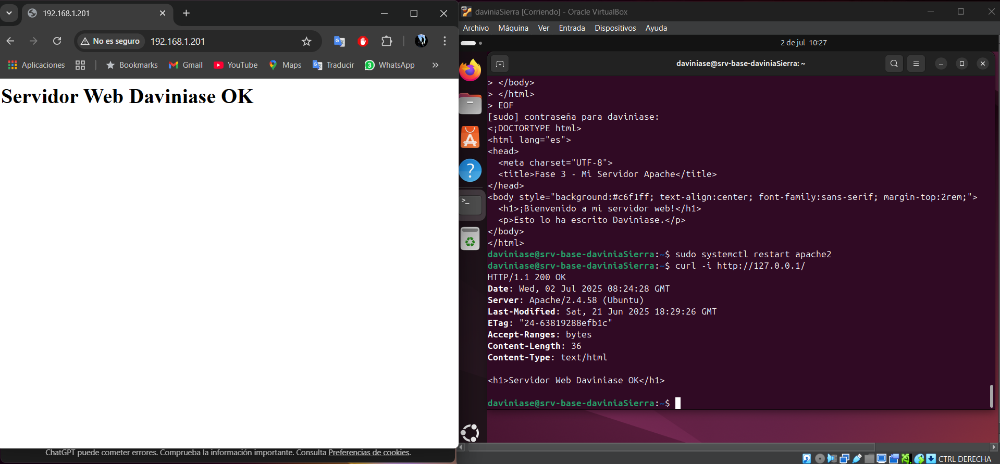 192.168.1.201
No es seguro
192.168.1.201
Aplicaciones
Bookmarks
Gmail
YouTube
Maps
Traducir
WhatsApp
Servidor Web Daviniase OK
ChatGPT puede cometer errores. Comprueba la información importante. Consulta Preferencias de cookies.
daviniaSierra [Corriendo] - Oracle VirtualBox
Archivo Máquina Ver Entrada Dispositivos Ayuda
2 de jul 10:27
daviniase@srv-base-daviniaSierra: ~
> </body>
> </html>
> EOF
[sudo] contraseña para daviniase:
<¡DOCTORTYPE html>
<html lang="es">
<head>
<meta charset="UTF-8">
<title>Fase 3 - Mi Servidor Apache</title>
</head>
<body style="background:#c6f1ff; text-align:center; font-family:sans-serif; margin-top:2rem;">
<h1>¡Bienvenido a mi servidor web!</h1>
<p>Esto lo ha escrito Daviniase.</p>
</body>
</html>
daviniase@srv-base-daviniaSierra:~$ sudo systemctl restart apache2
daviniase@srv-base-daviniaSierra:~$ curl -i http://127.0.0.1/
HTTP/1.1 200 OK
Date: Wed, 02 Jul 2025 08:24:28 GMT
Server: Apache/2.4.58 (Ubuntu)
Last-Modified: Sat, 21 Jun 2025 18:29:26 GMT
ETag: "24-63819288efb1c"
Accept-Ranges: bytes
Content-Length: 36
Content-Type: text/html
<h1>Servidor Web Daviniase OK</h1>
daviniase@srv-base-daviniaSierra:~$
CTRL DERECHA